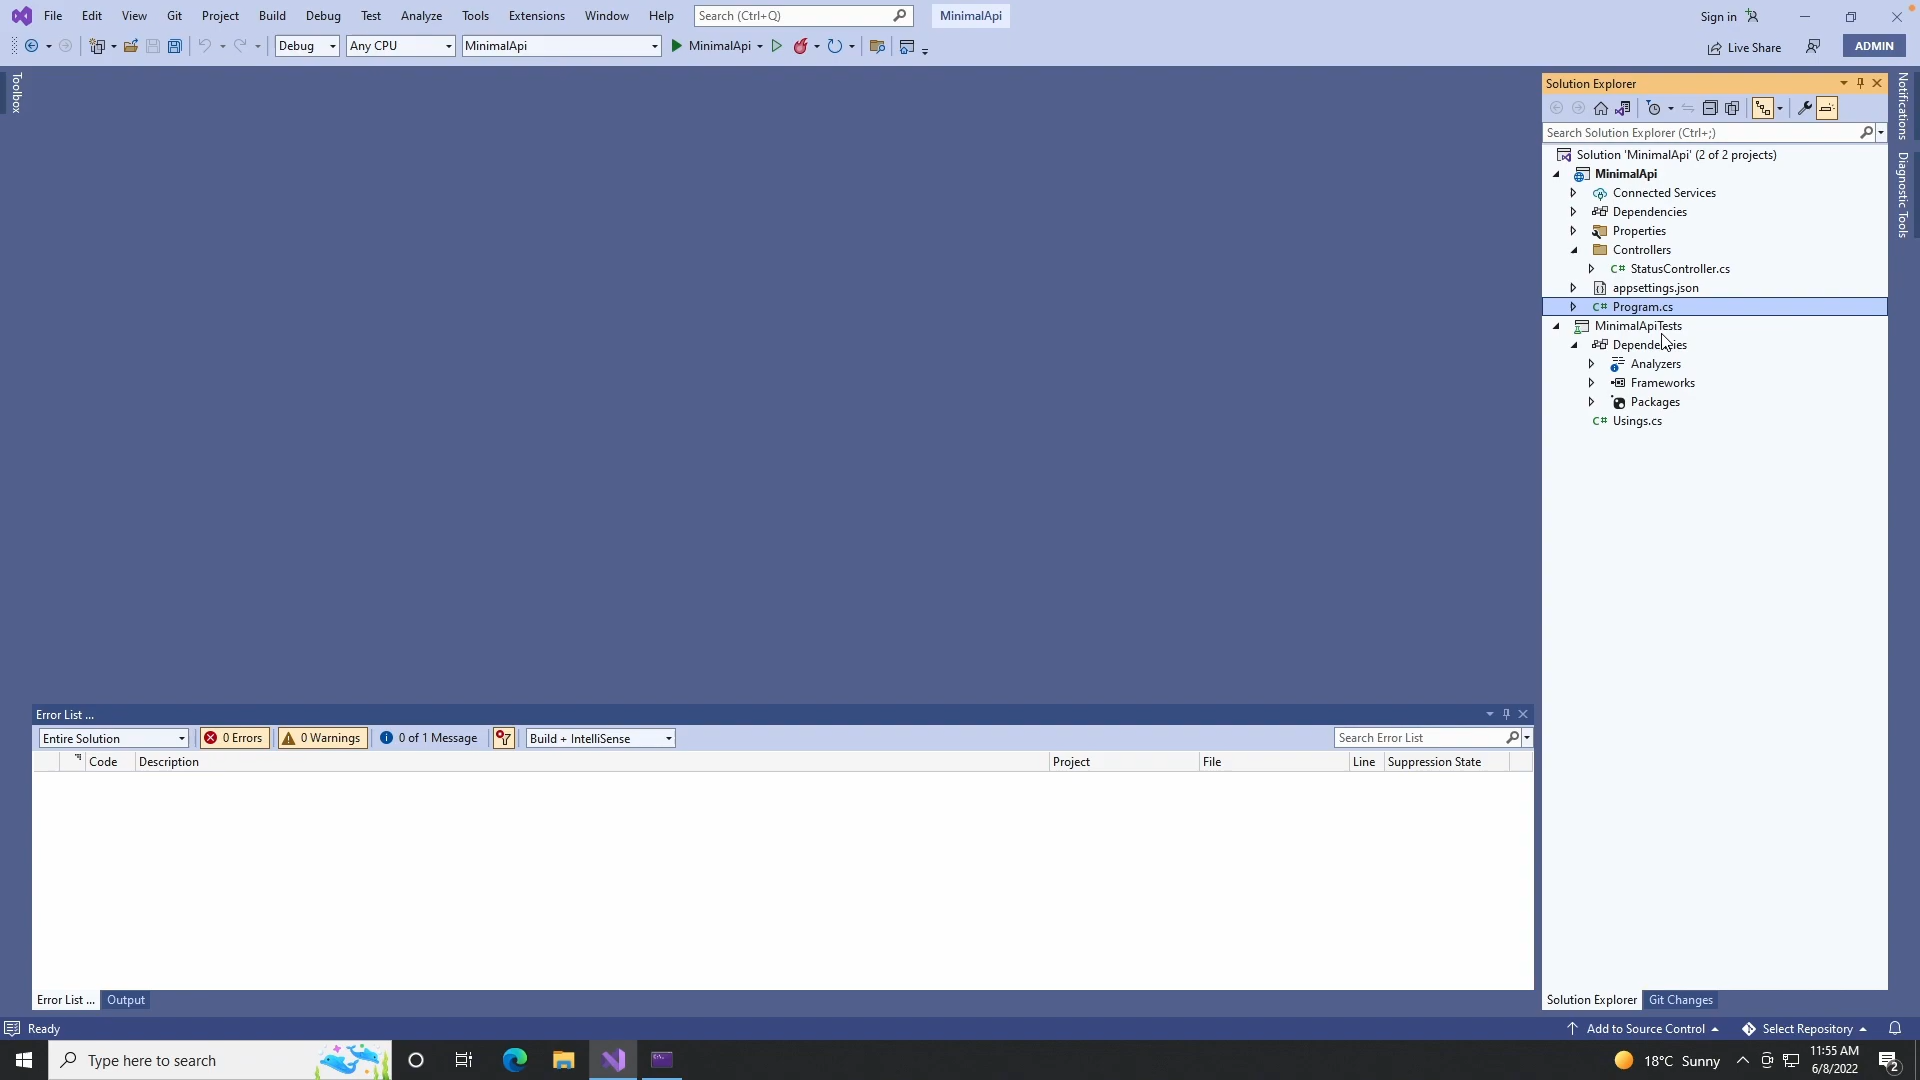 File Edit View Git Project Build Debug Test Analyze Tools Extensions Window Help Search (Ctrl+Q) MinimalApi Sign in
Debug Any CPU MinimalApi MinimalApi Live Share ADMIN
Toolbox
Solution Explorer
Search Solution Explorer (Ctrl+;)
Solution 'MinimalApi' (2 of 2 projects)
MinimalApi
Connected Services
Dependencies
Properties
Controllers
C# StatusController.cs
appsettings.json
C# Program.cs
MinimalApiTests
Dependencies
Analyzers
Frameworks
Packages
C# Usings.cs
Notifications
Diagnostic Tools
Error List ...
Entire Solution 0 Errors 0 Warnings 0 of 1 Message Build + IntelliSense Search Error List
Code Description Project File Line Suppression State
Error List ... Output
Solution Explorer Git Changes
Ready Add to Source Control Select Repository
Type here to search
18°C Sunny
11:55 AM
6/8/2022
2